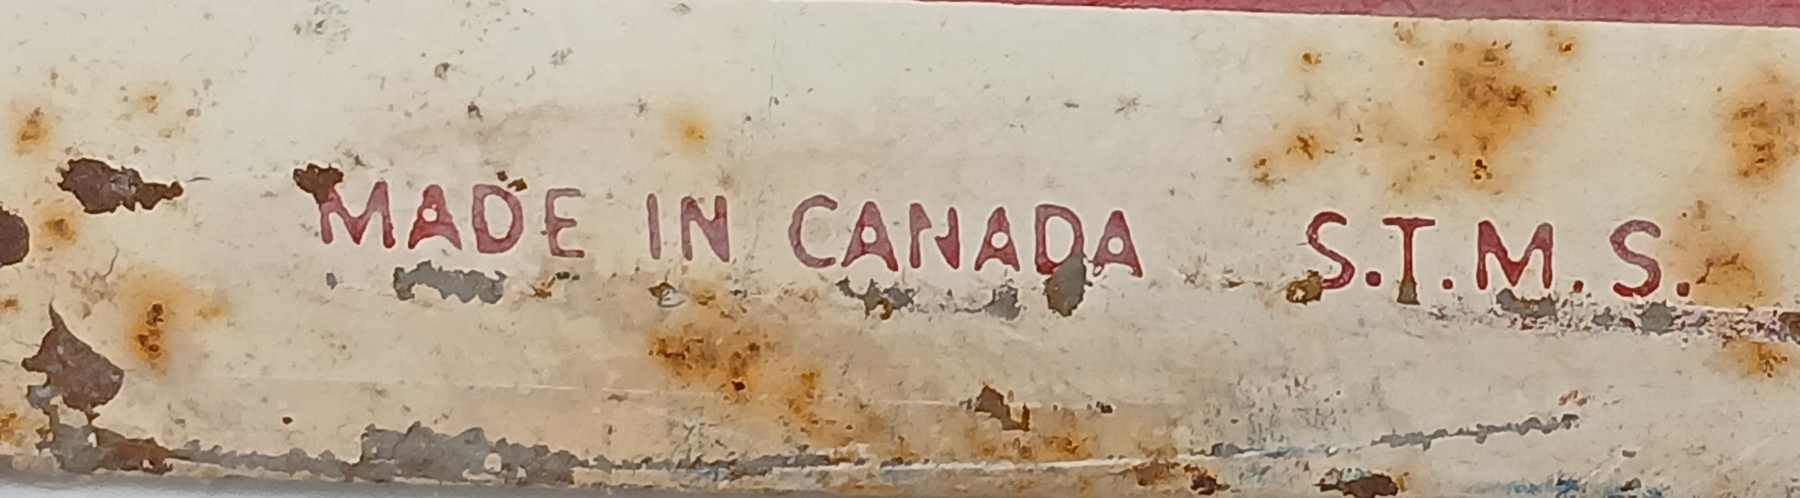 MADE IN CANADA S.T.M.S.